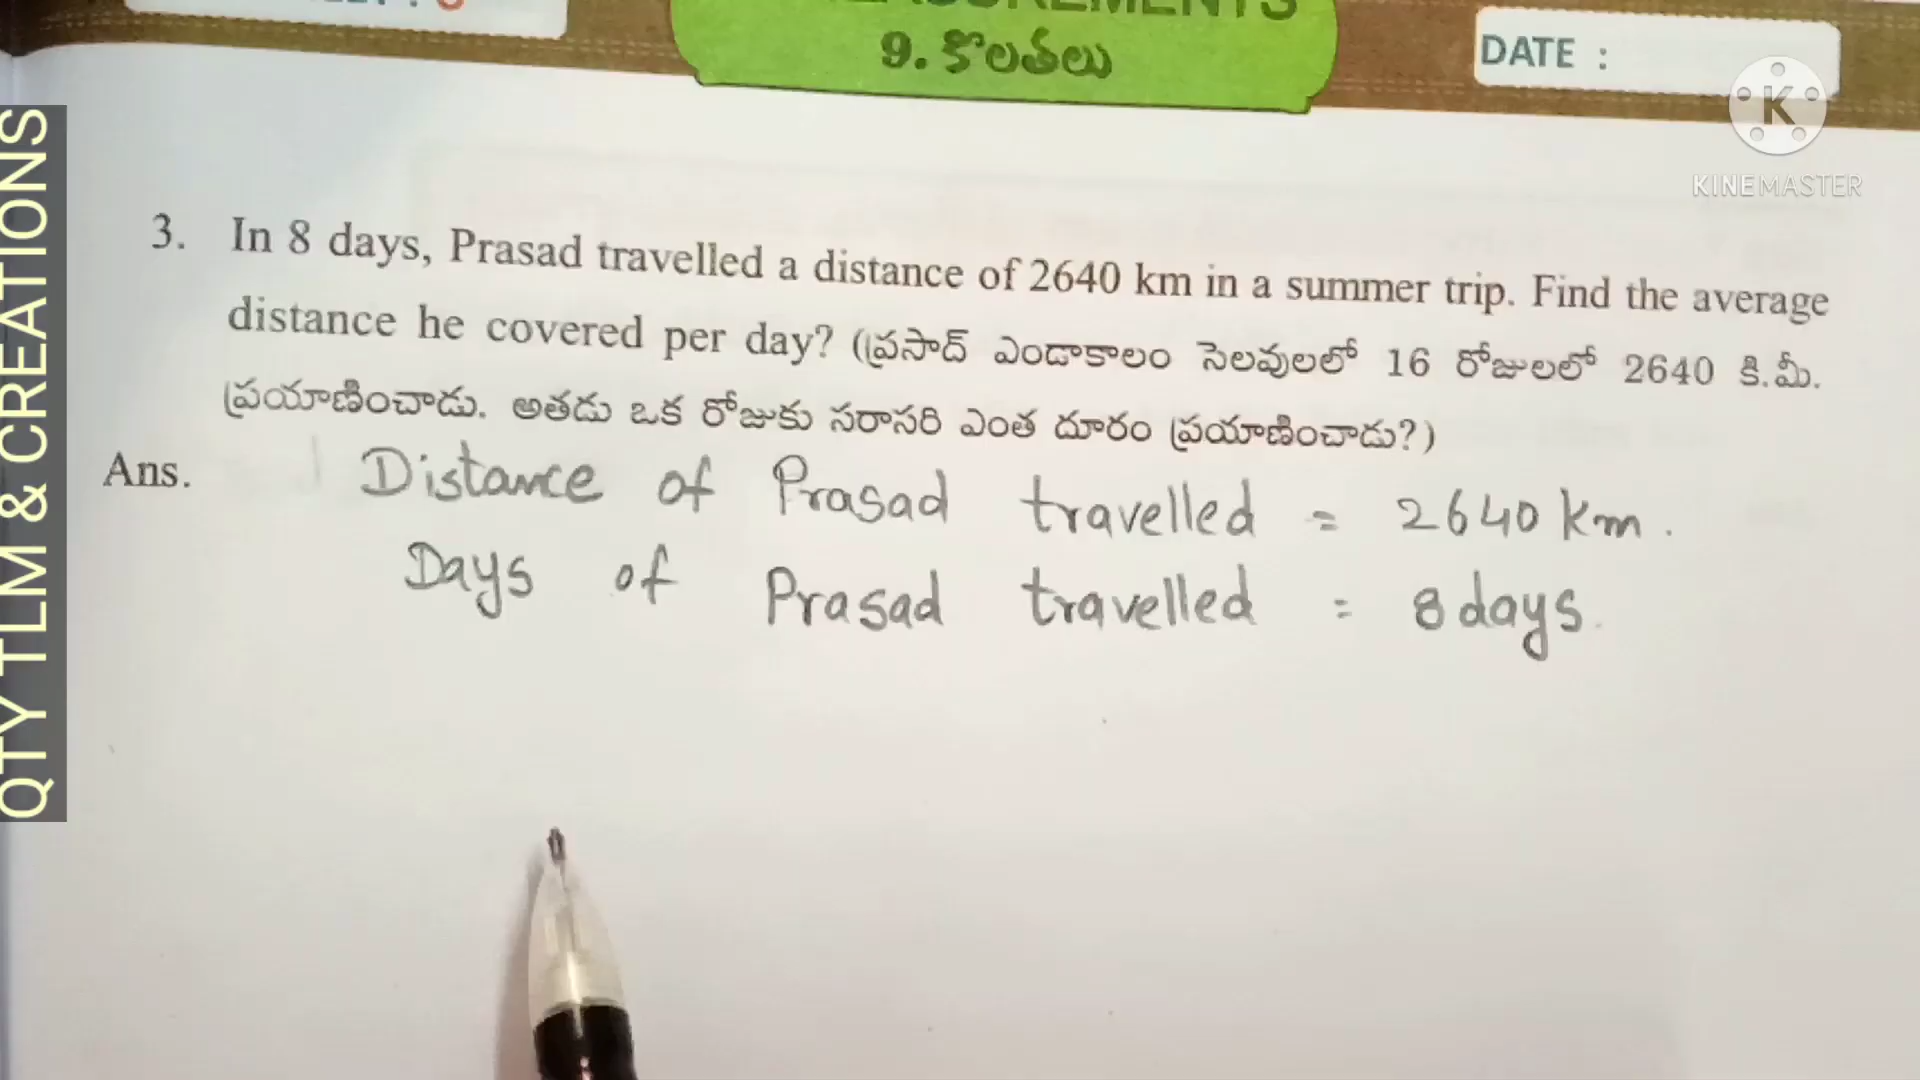 9. కొలతలు
DATE :
KINEMASTER
QTY TLM & CREATIONS
3. In 8 days, Prasad travelled a distance of 2640 km in a summer trip. Find the average
distance he covered per day? (ప్రసాద్ ఎండాకాలం సెలవులలో 16 రోజులలో 2640 కి.మీ.
ప్రయాణించాడు. అతడు ఒక రోజుకు సరాసరి ఎంత దూరం ప్రయాణించాడు?)
Ans. Distance of Prasad travelled = 2640 km.
Days of Prasad travelled = 8 days.